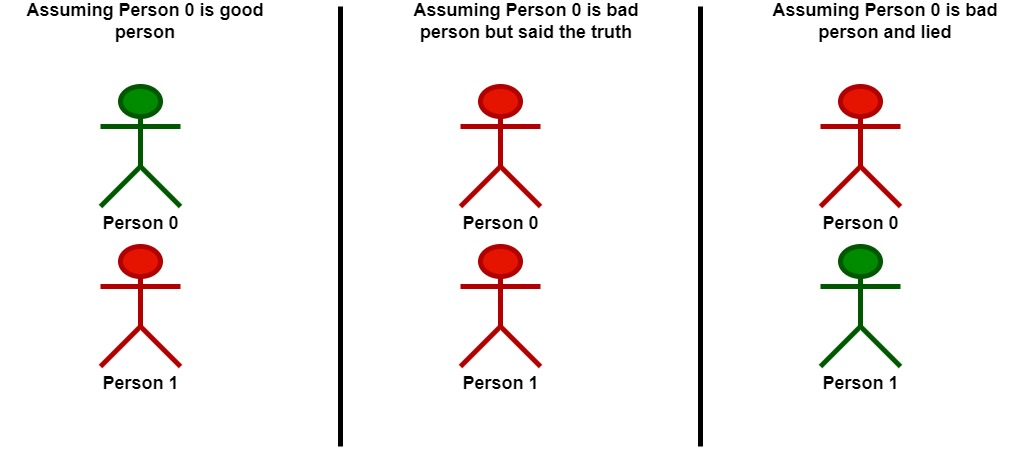 Assuming Person 0 is good
person
Person 0
Person 1
Assuming Person 0 is bad
person but said the truth
Person 0
Person 1
Assuming Person 0 is bad
person and lied
Person 0
Person 1